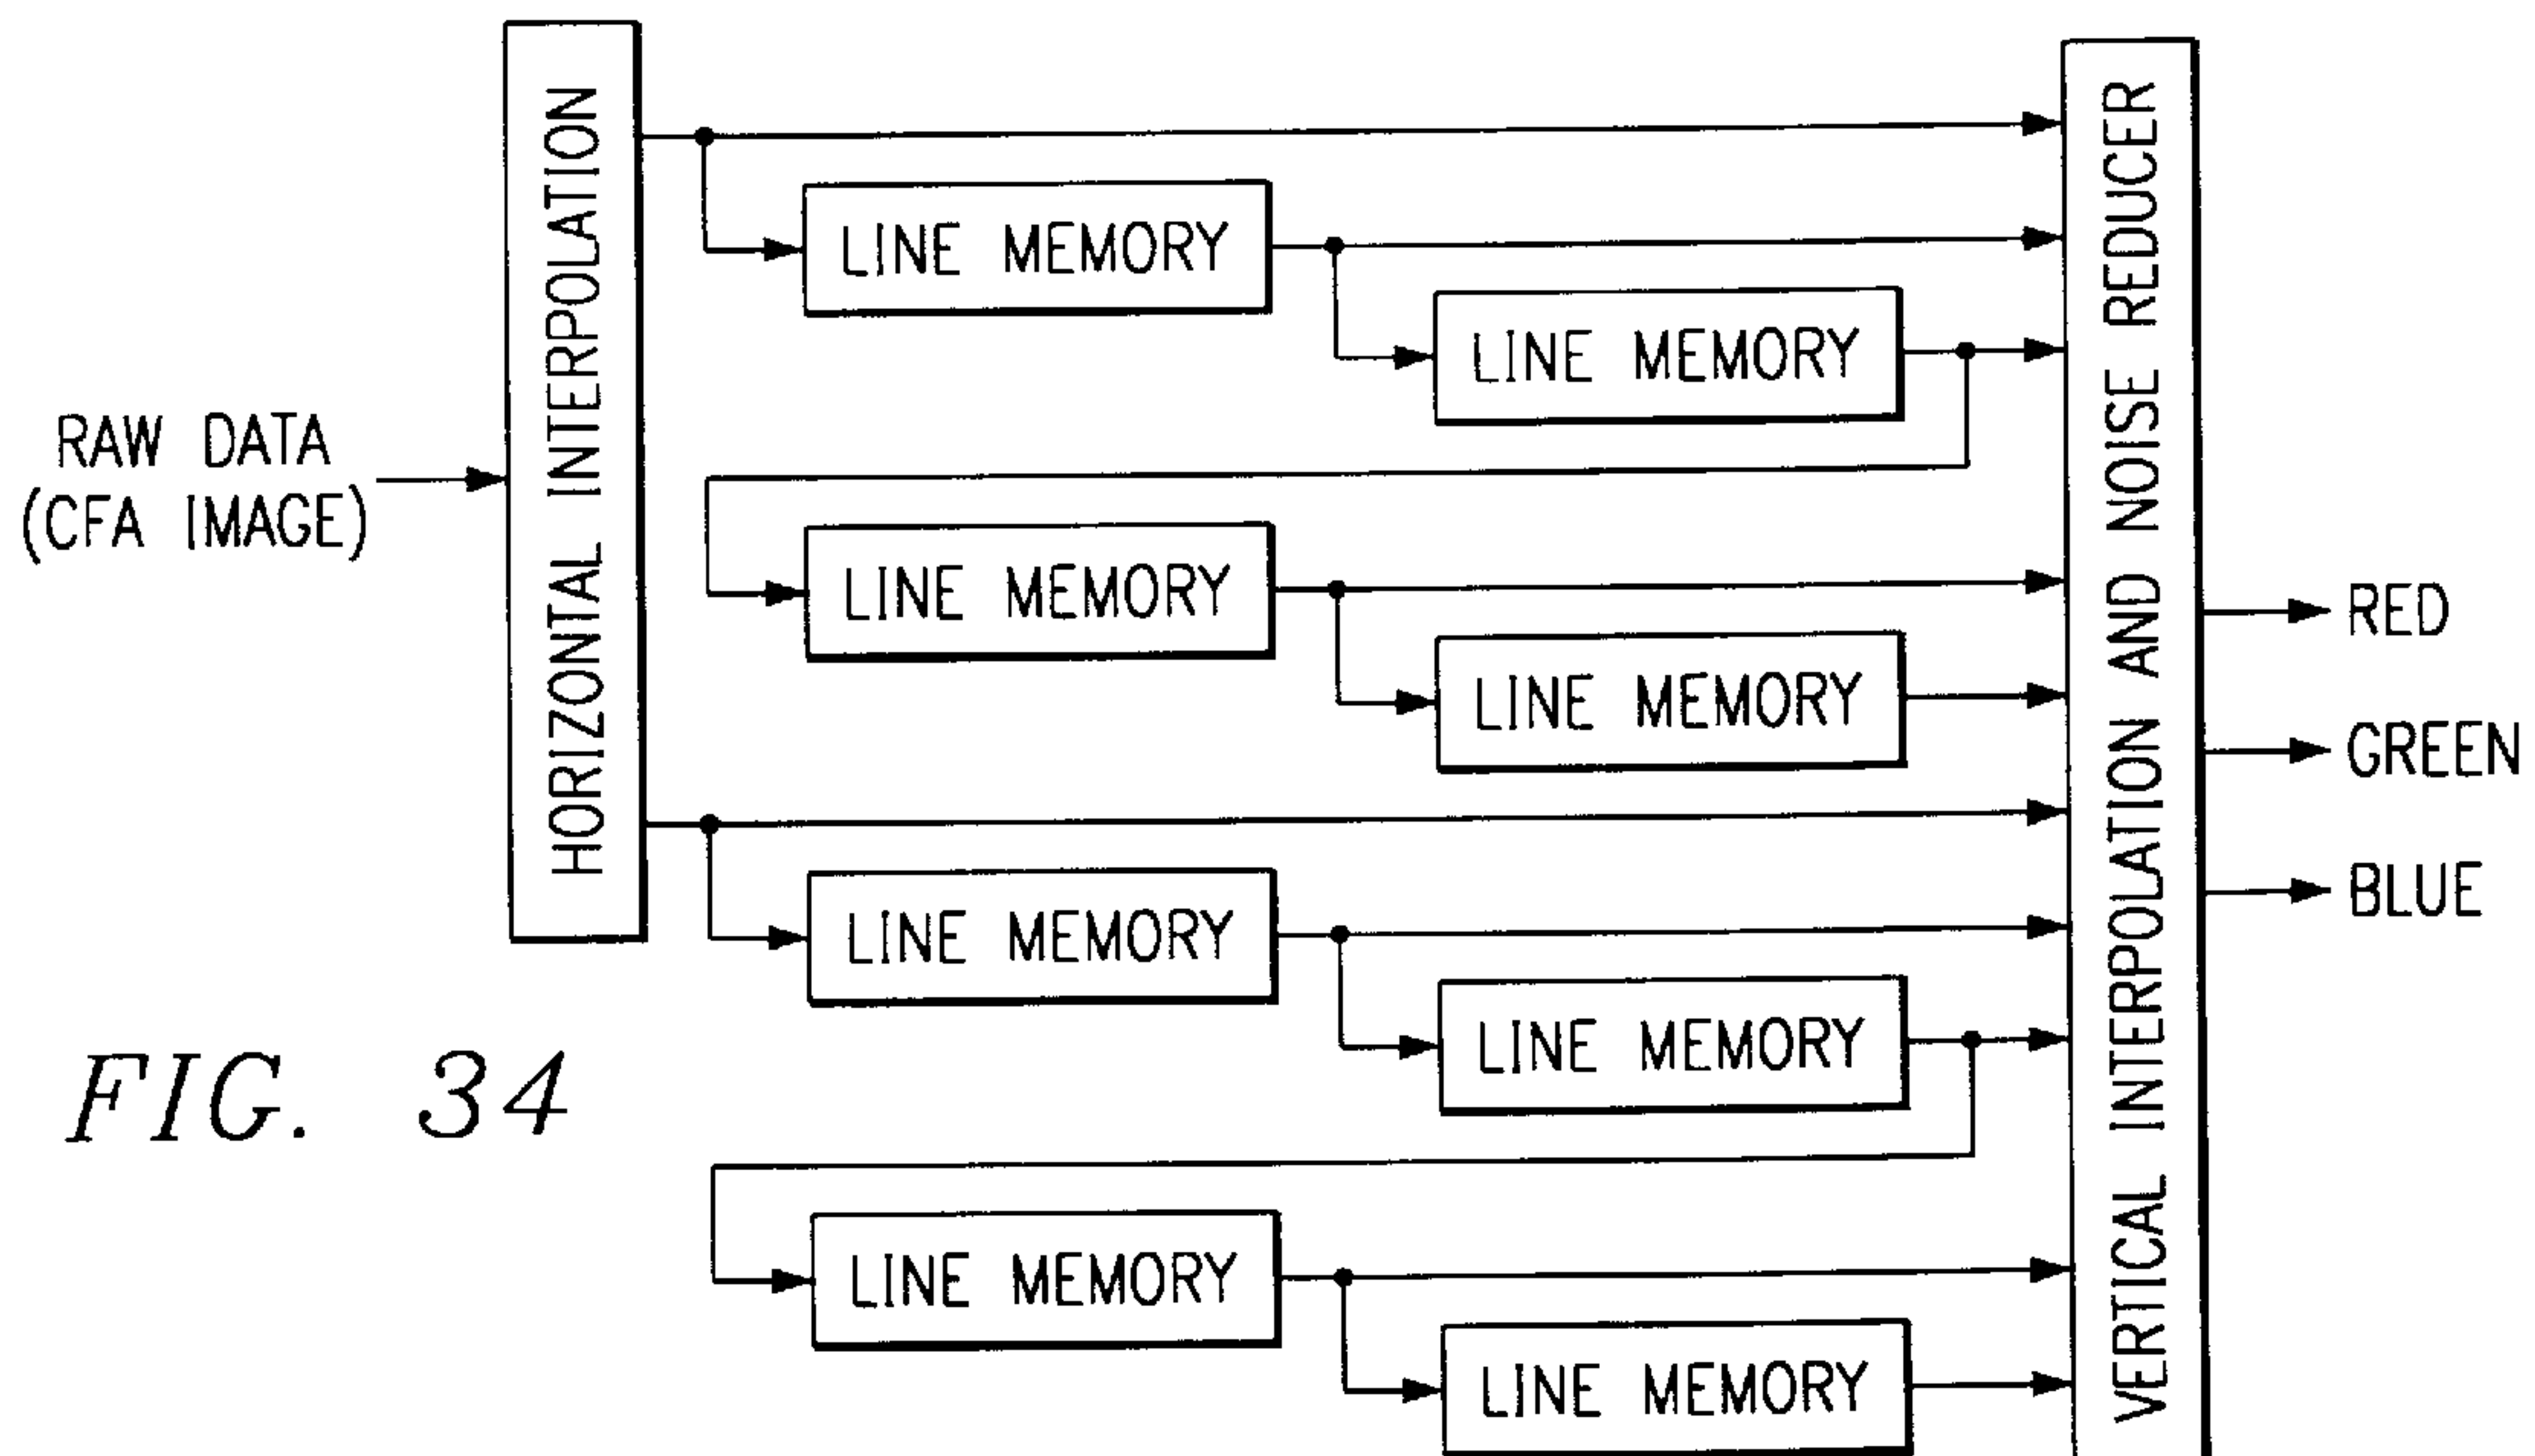 RAW DATA
(CFA IMAGE)
HORIZONTAL INTERPOLATION
LINE MEMORY
LINE MEMORY
LINE MEMORY
LINE MEMORY
LINE MEMORY
LINE MEMORY
LINE MEMORY
LINE MEMORY
VERTICAL INTERPOLATION AND NOISE REDUCER
RED
GREEN
BLUE
FIG. 34